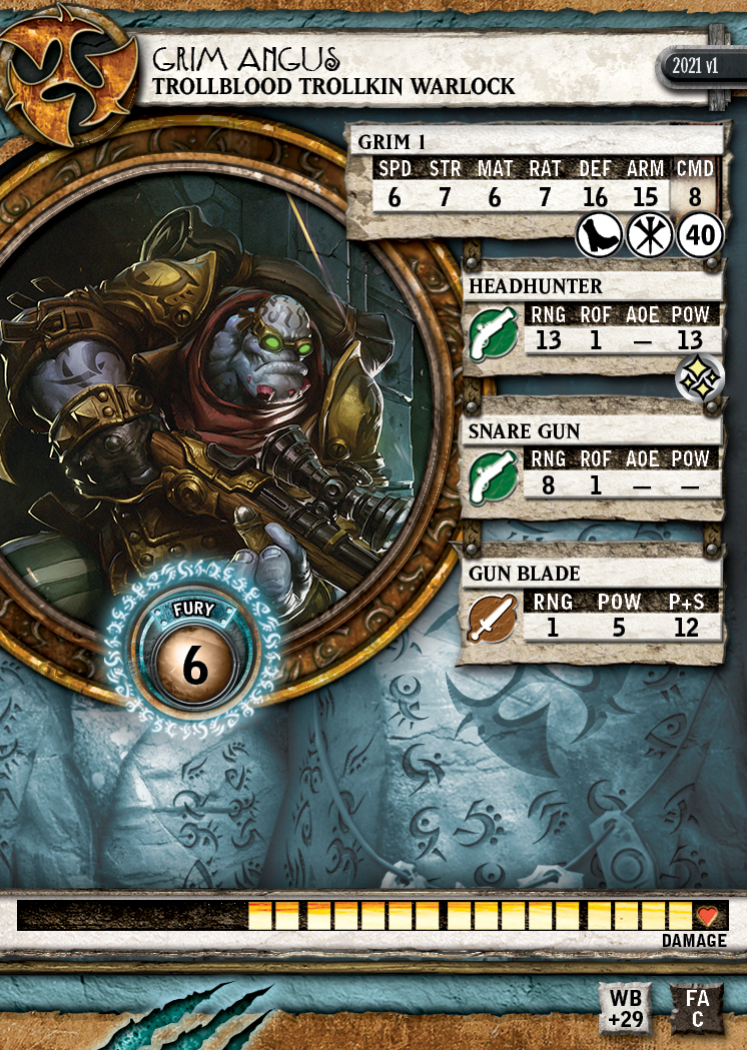 GRIM ANGUS
TROLLBLOOD TROLLKIN WARLOCK
2021 v1
GRIM 1
SPD STR MAT RAT DEF ARM CMD
6 7 6 7 16 15 8
40
HEADHUNTER
RNG ROF AOE POW
13 1 — 13
SNARE GUN
RNG ROF AOE POW
8 1 — —
GUN BLADE
RNG POW P+S
1 5 12
FURY
6
DAMAGE
WB
+29
FA
C